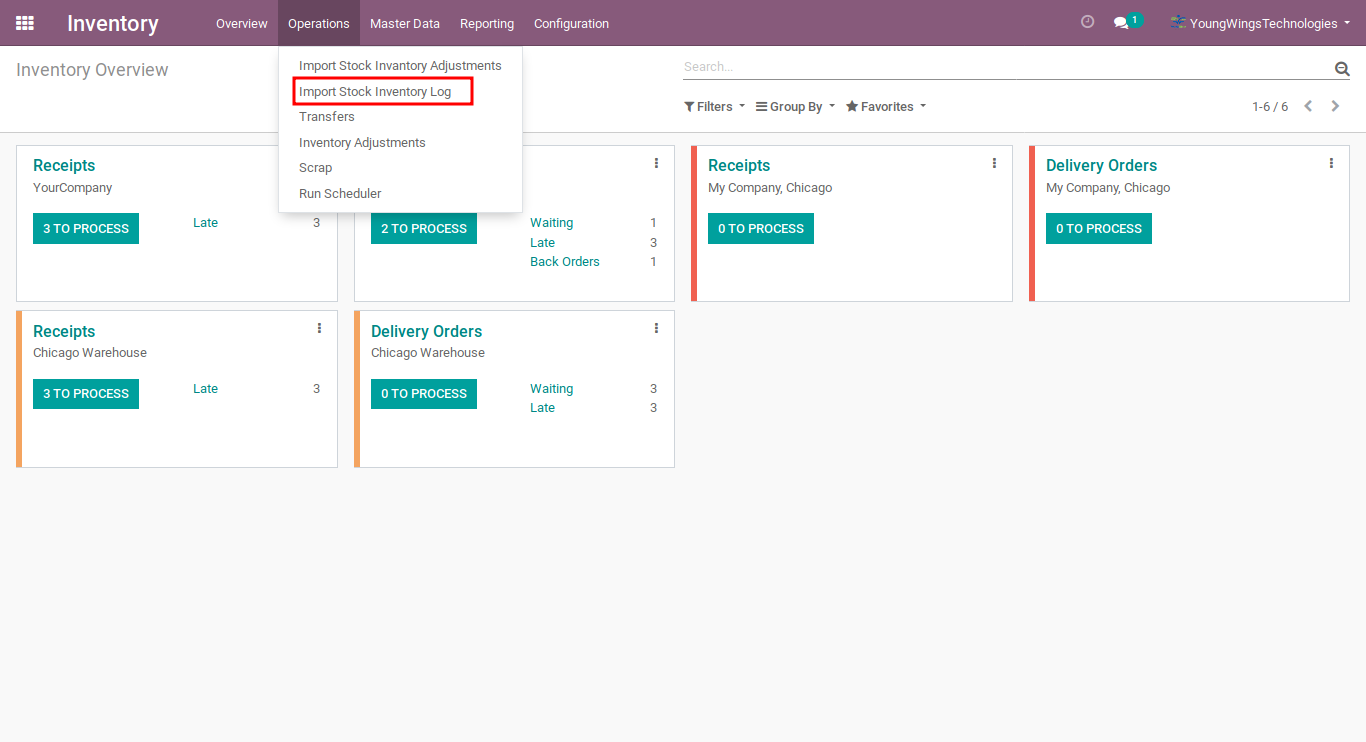 Inventory
Overview
Operations
Master Data
Reporting
Configuration
1
YoungWingsTechnologies
Inventory Overview
Search...
Filters
Group By
Favorites
1-6 / 6
Import Stock Invantory Adjustments
Import Stock Inventory Log
Transfers
Inventory Adjustments
Scrap
Run Scheduler
Receipts
YourCompany
3 TO PROCESS
Late 3
2 TO PROCESS
Waiting 1
Late 3
Back Orders 1
Receipts
My Company, Chicago
0 TO PROCESS
Delivery Orders
My Company, Chicago
0 TO PROCESS
Receipts
Chicago Warehouse
3 TO PROCESS
Late 3
Delivery Orders
Chicago Warehouse
0 TO PROCESS
Waiting 3
Late 3